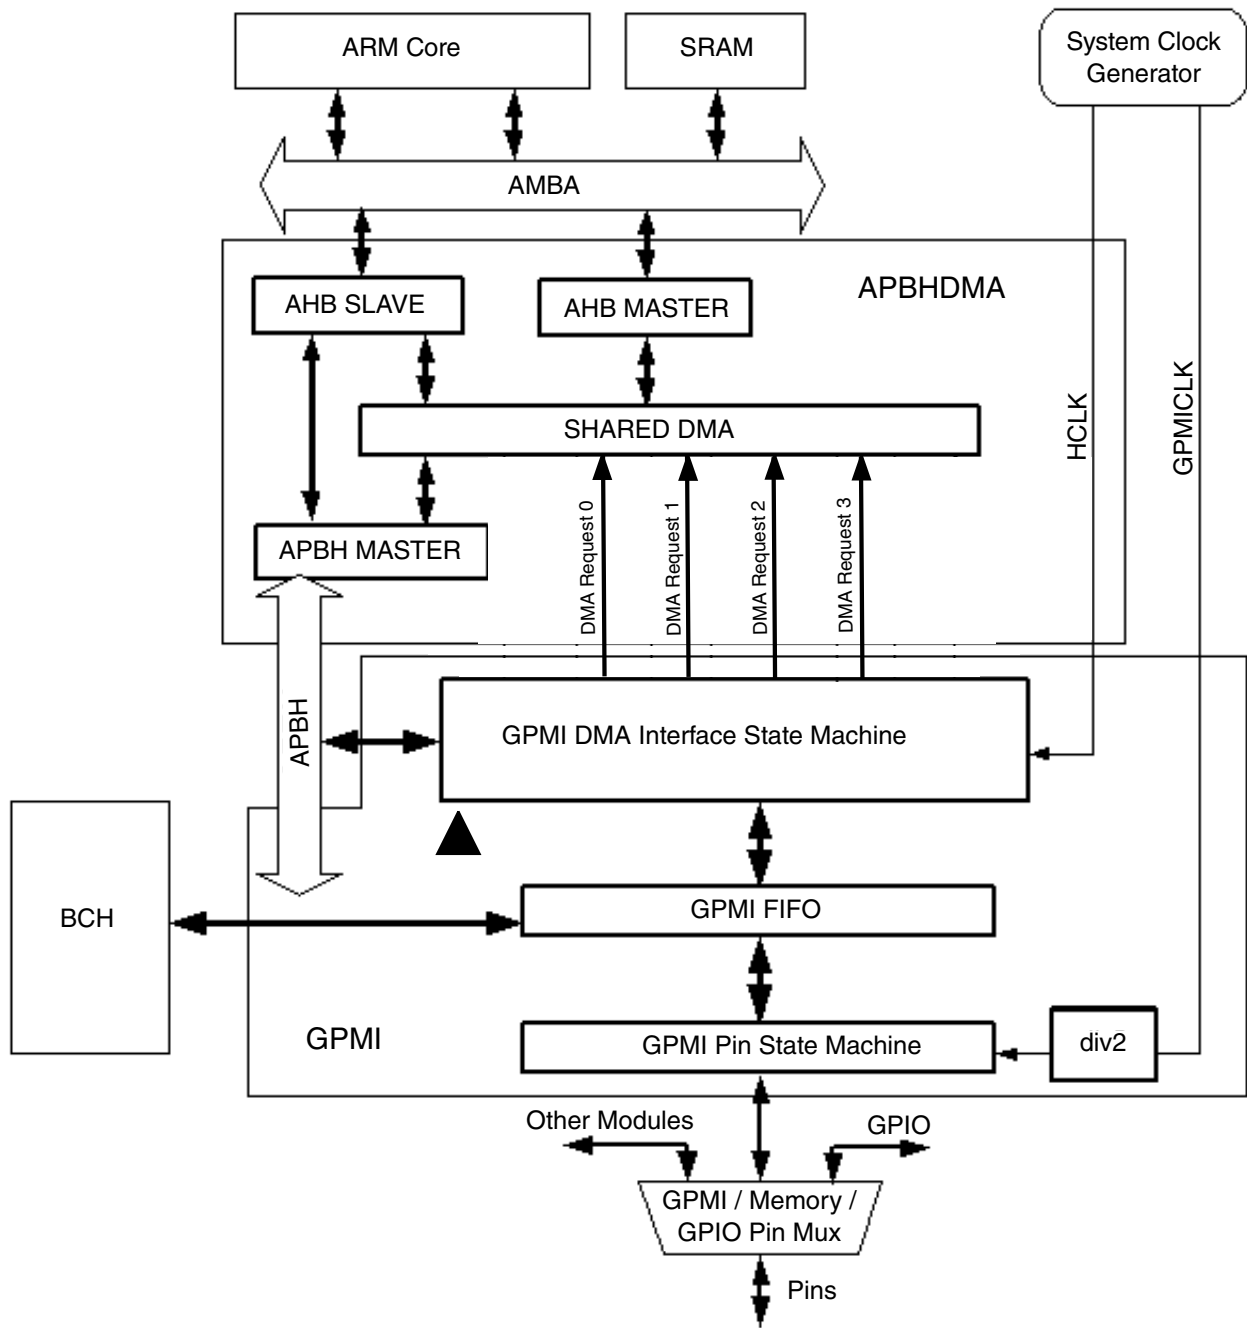 ARM Core
SRAM
System Clock
Generator
AMBA
AHB SLAVE
AHB MASTER
APBHDMA
SHARED DMA
HCLK
GPMICLK
APBH MASTER
DMA Request 0
DMA Request 1
DMA Request 2
DMA Request 3
APBH
GPMI DMA Interface State Machine
BCH
GPMI FIFO
GPMI
GPMI Pin State Machine
div2
Other Modules
GPIO
GPMI / Memory /
GPIO Pin Mux
Pins